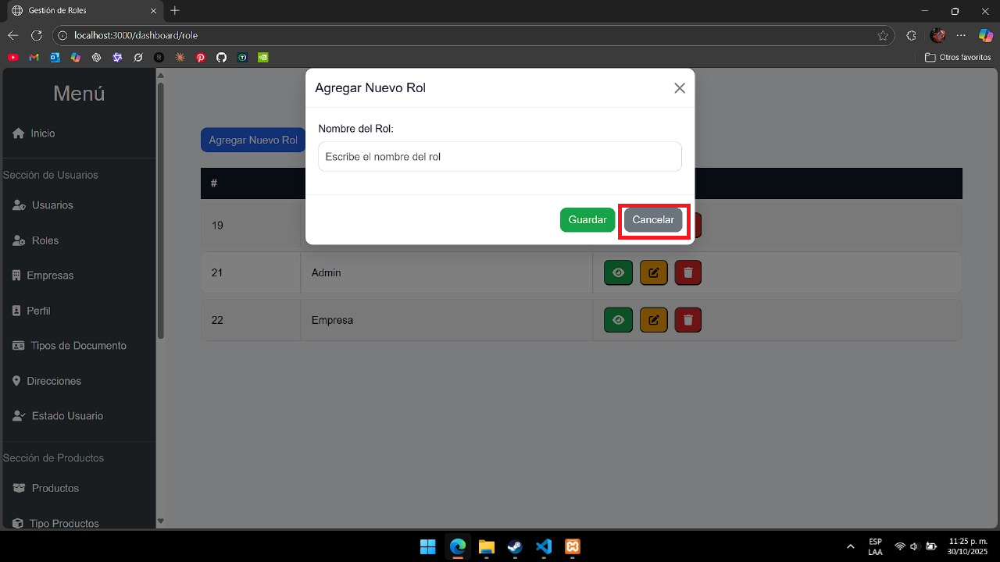 Gestión de Roles
localhost:3000/dashboard/role
Otros favoritos
Menú
Inicio
Sección de Usuarios
Usuarios
Roles
Empresas
Perfil
Tipos de Documento
Direcciones
Estado Usuario
Sección de Productos
Productos
Tipo Productos
Agregar Nuevo Rol
Agregar Nuevo Rol
Nombre del Rol:
Escribe el nombre del rol
Guardar
Cancelar
#
19
21
Admin
22
Empresa
ESP
LAA
11:25 p. m.
30/10/2025